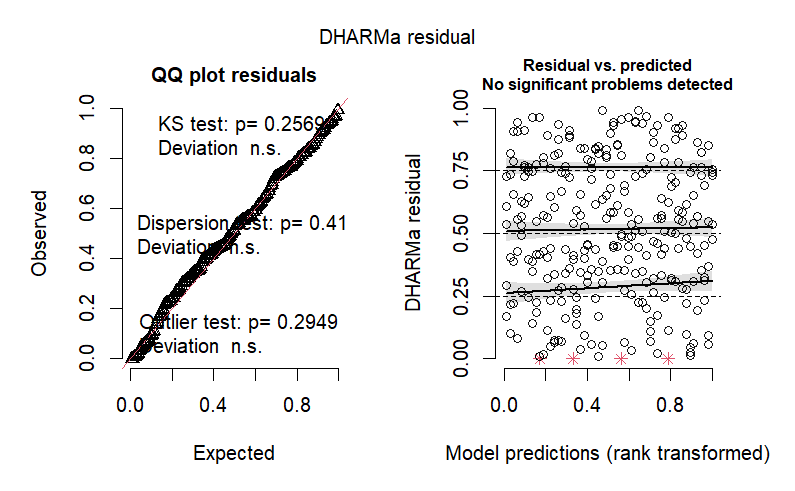 DHARMa residual
QQ plot residuals
KS test: p= 0.2569
Deviation n.s.
Dispersion test: p= 0.41
Deviation n.s.
Outlier test: p= 0.2949
Deviation n.s.
Observed
0.0 0.2 0.4 0.6 0.8 1.0
0.0 0.4 0.8
Expected
Residual vs. predicted
No significant problems detected
DHARMa residual
0.00 0.25 0.50 0.75 1.00
0.0 0.4 0.8
Model predictions (rank transformed)